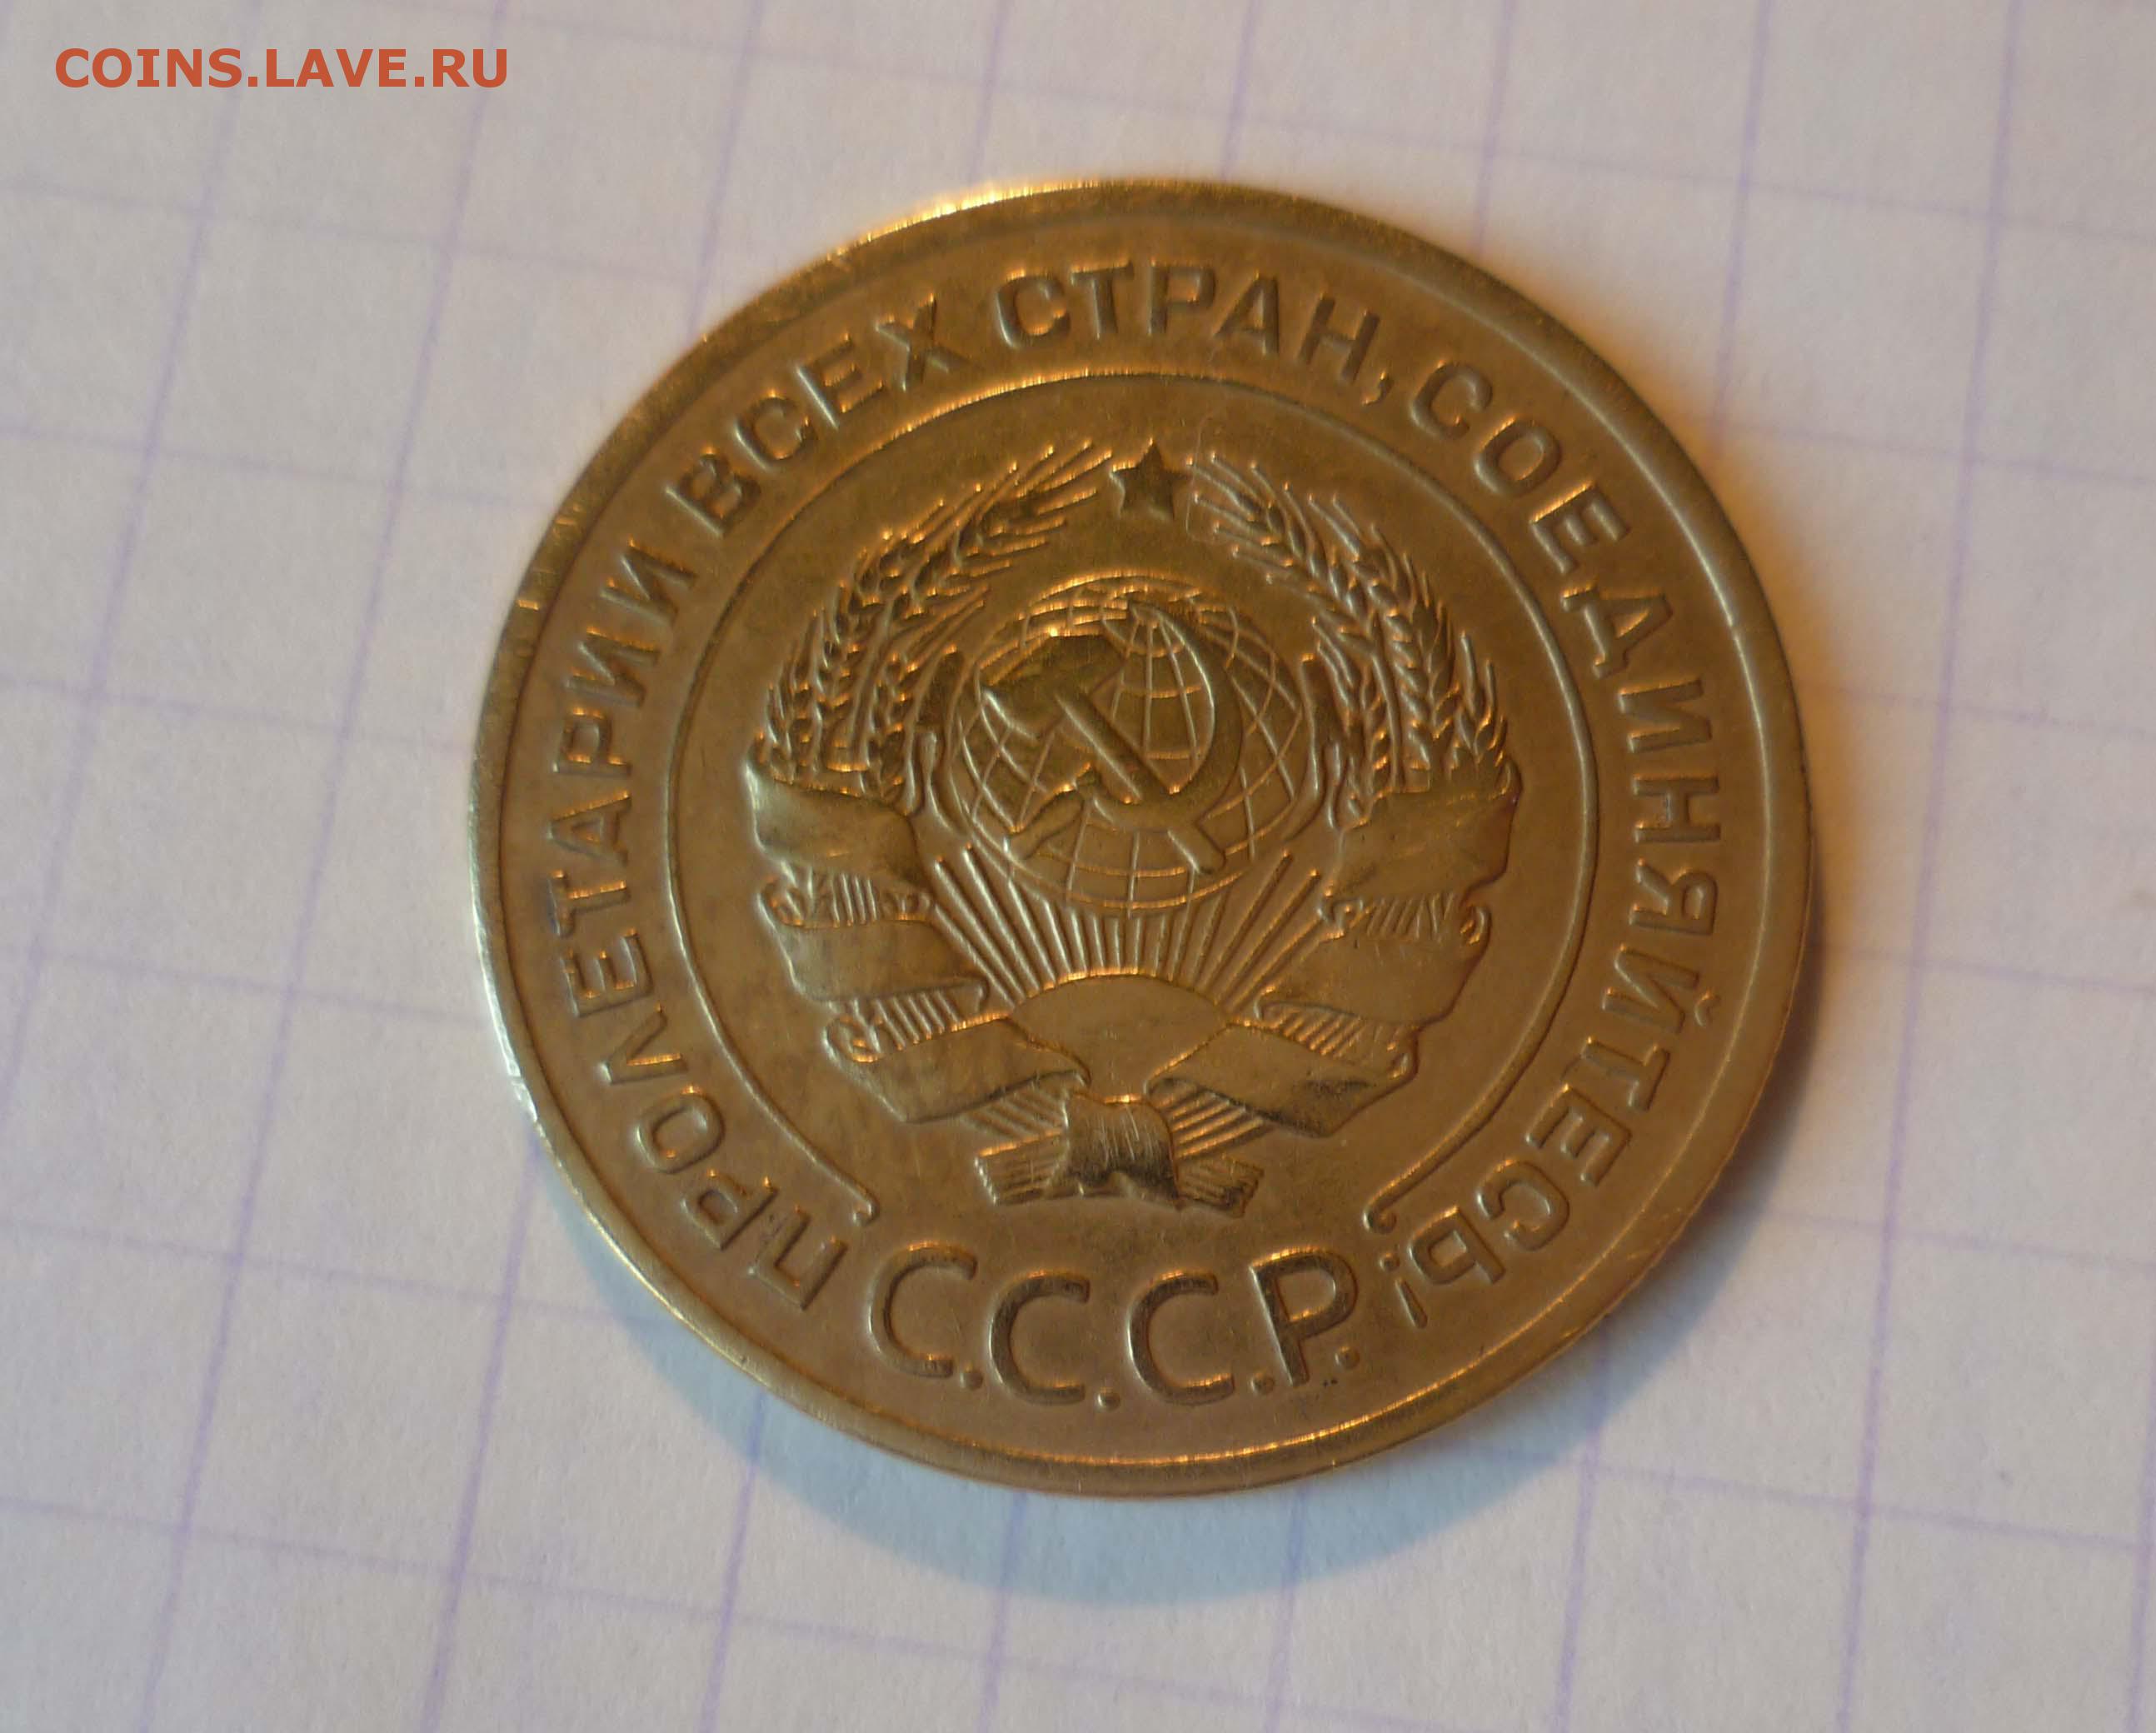 COINS.LAVE.RU
ПРОЛЕТАРИИ ВСЕХ СТРАН, СОЕДИНЯЙТЕСЬ!
С.С.С.Р.